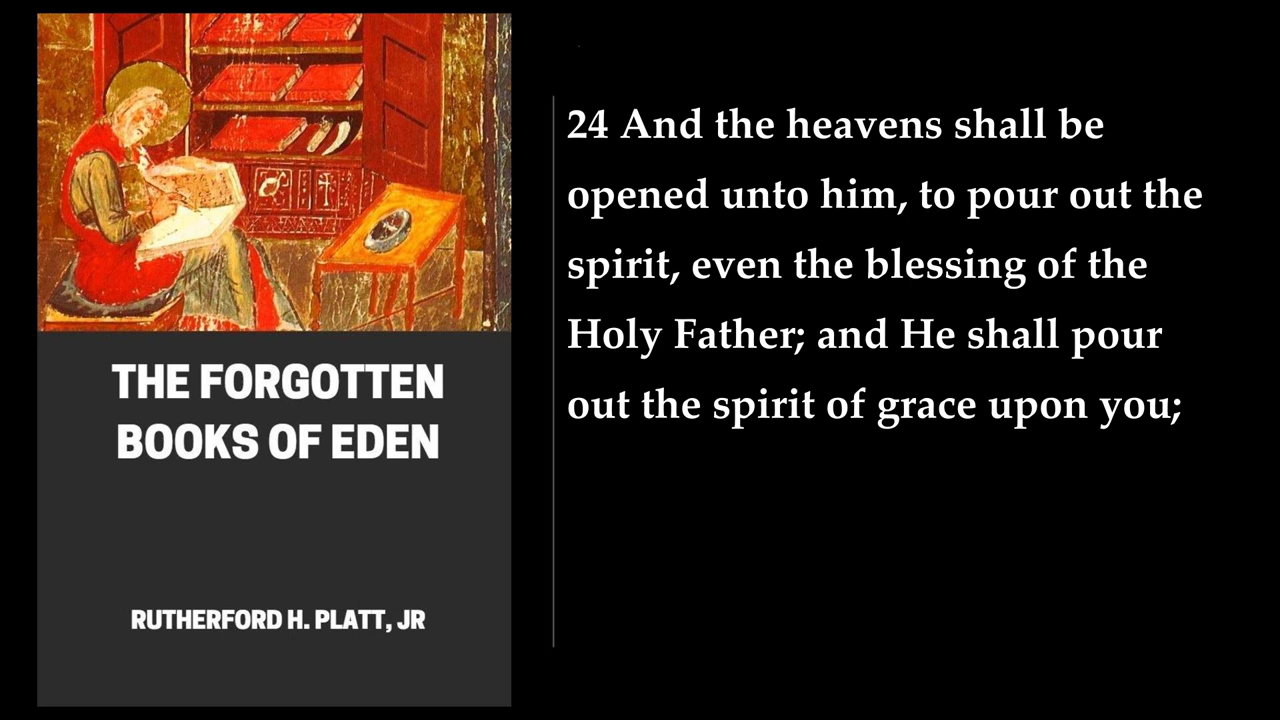 THE FORGOTTEN
BOOKS OF EDEN
RUTHERFORD H. PLATT, JR
24 And the heavens shall be
opened unto him, to pour out the
spirit, even the blessing of the
Holy Father; and He shall pour
out the spirit of grace upon you;